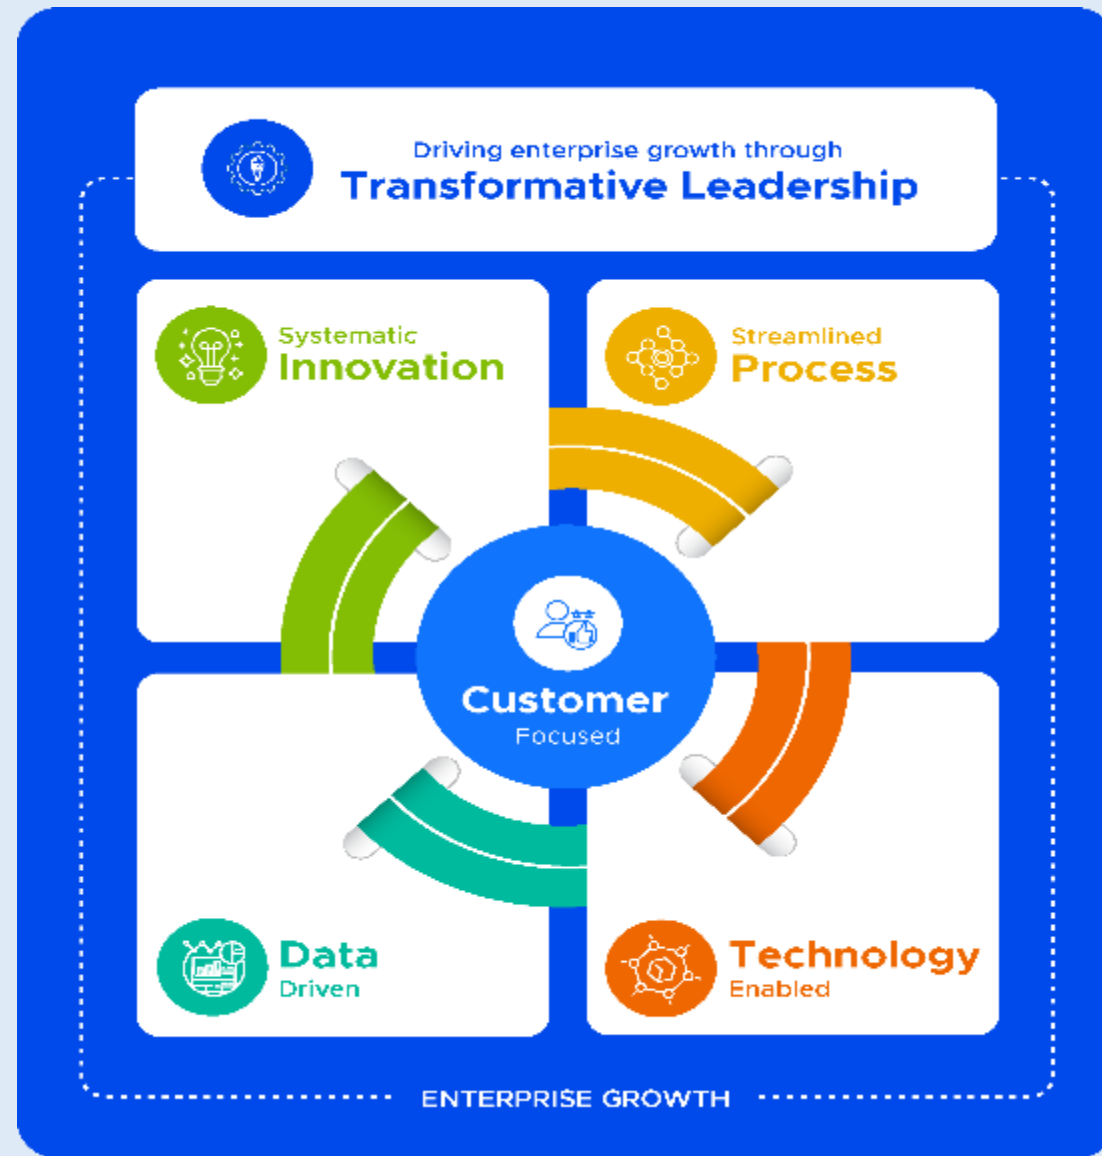 Driving enterprise growth through
Transformative Leadership
Systematic
Innovation
Streamlined
Process
Customer
Focused
Data
Driven
Technology
Enabled
ENTERPRISE GROWTH